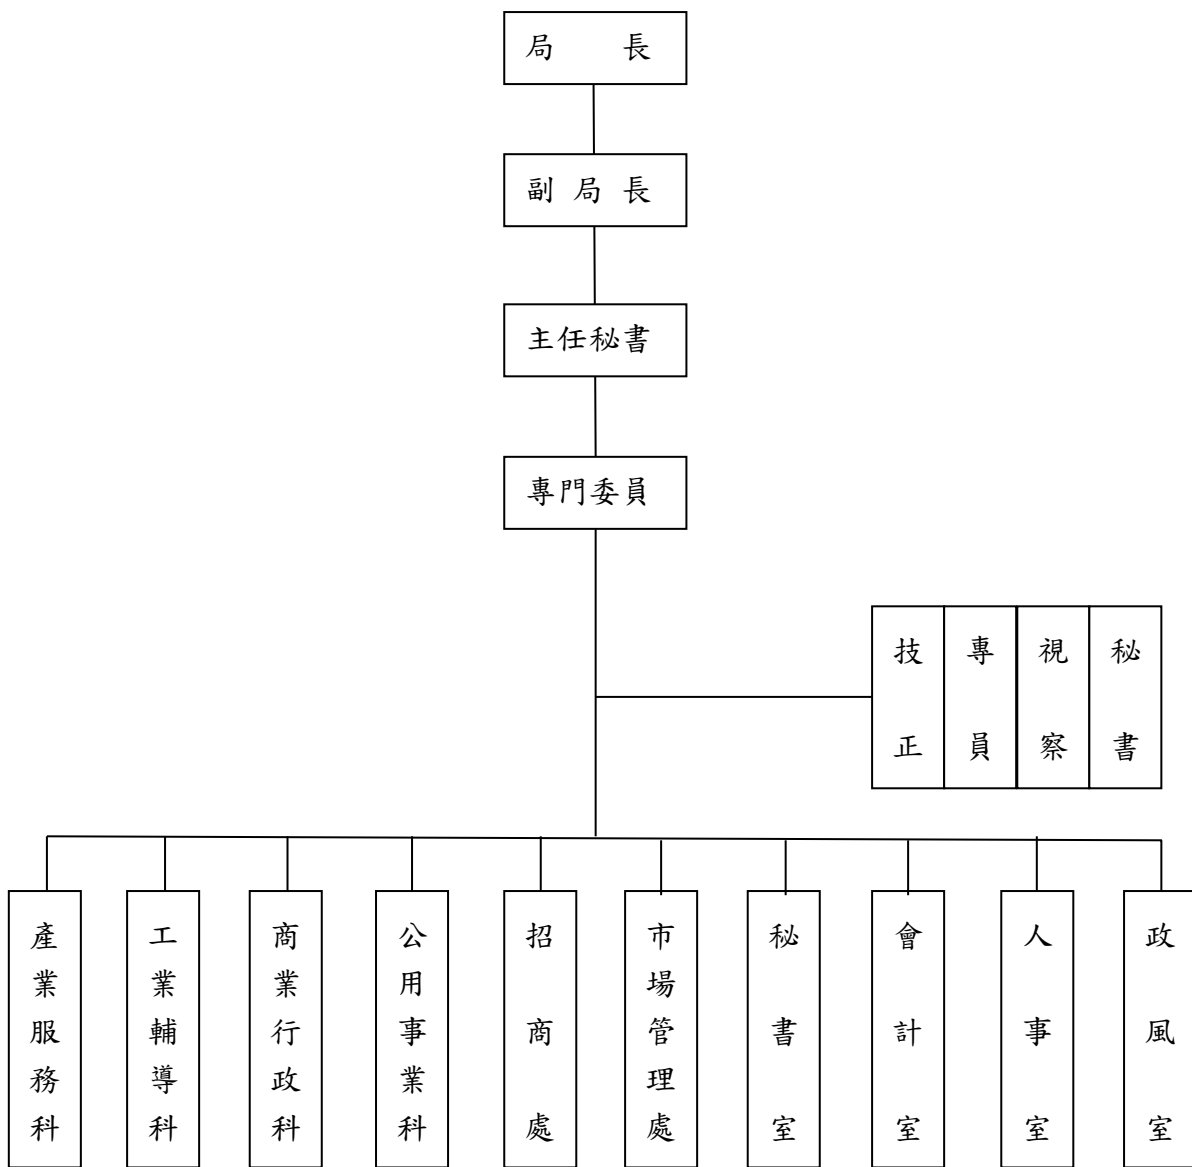 局長
副局長
主任秘書
專門委員
技正
專員
視察
秘書
產業服務科
工業輔導科
商業行政科
公用事業科
招商處
市場管理處
秘書室
會計室
人事室
政風室